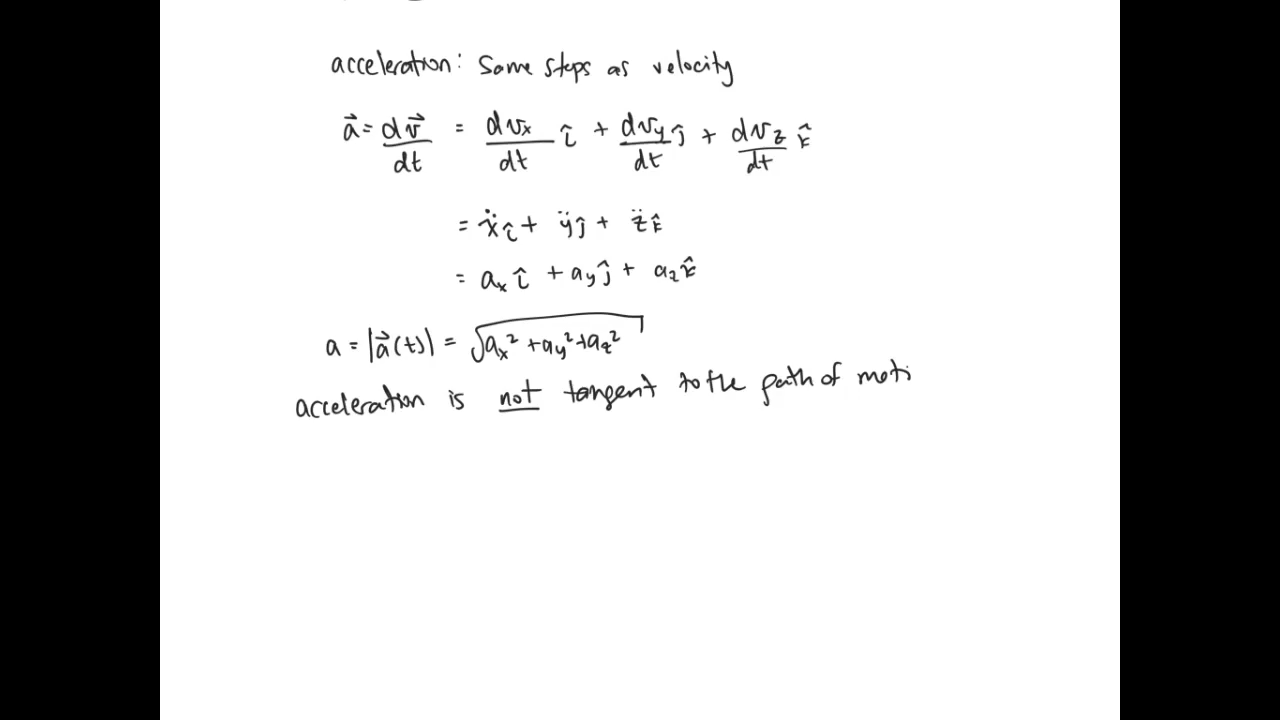 acceleration: Same steps as velocity
a⃗ = dv⃗/dt = dvx/dt î + dvy/dt ĵ + dvz/dt k̂
= ẍ î + ÿ ĵ + z̈ k̂
= ax î + ay ĵ + az k̂
a = |a⃗(t)| = √(ax² + ay² + az²)
acceleration is not tangent to the path of moti